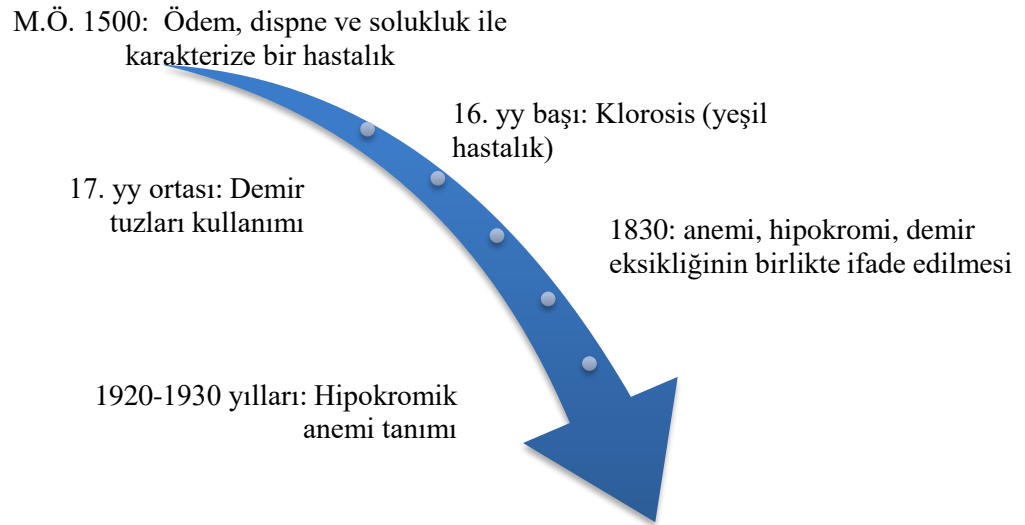 M.Ö. 1500:  Ödem, dispne ve solukluk ile
karakterize bir hastalık
16. yy başı: Klorosis (yeşil
hastalık)
17. yy ortası: Demir
tuzları kullanımı
1830: anemi, hipokromi, demir
eksikliğinin birlikte ifade edilmesi
1920-1930 yılları: Hipokromik
anemi tanımı